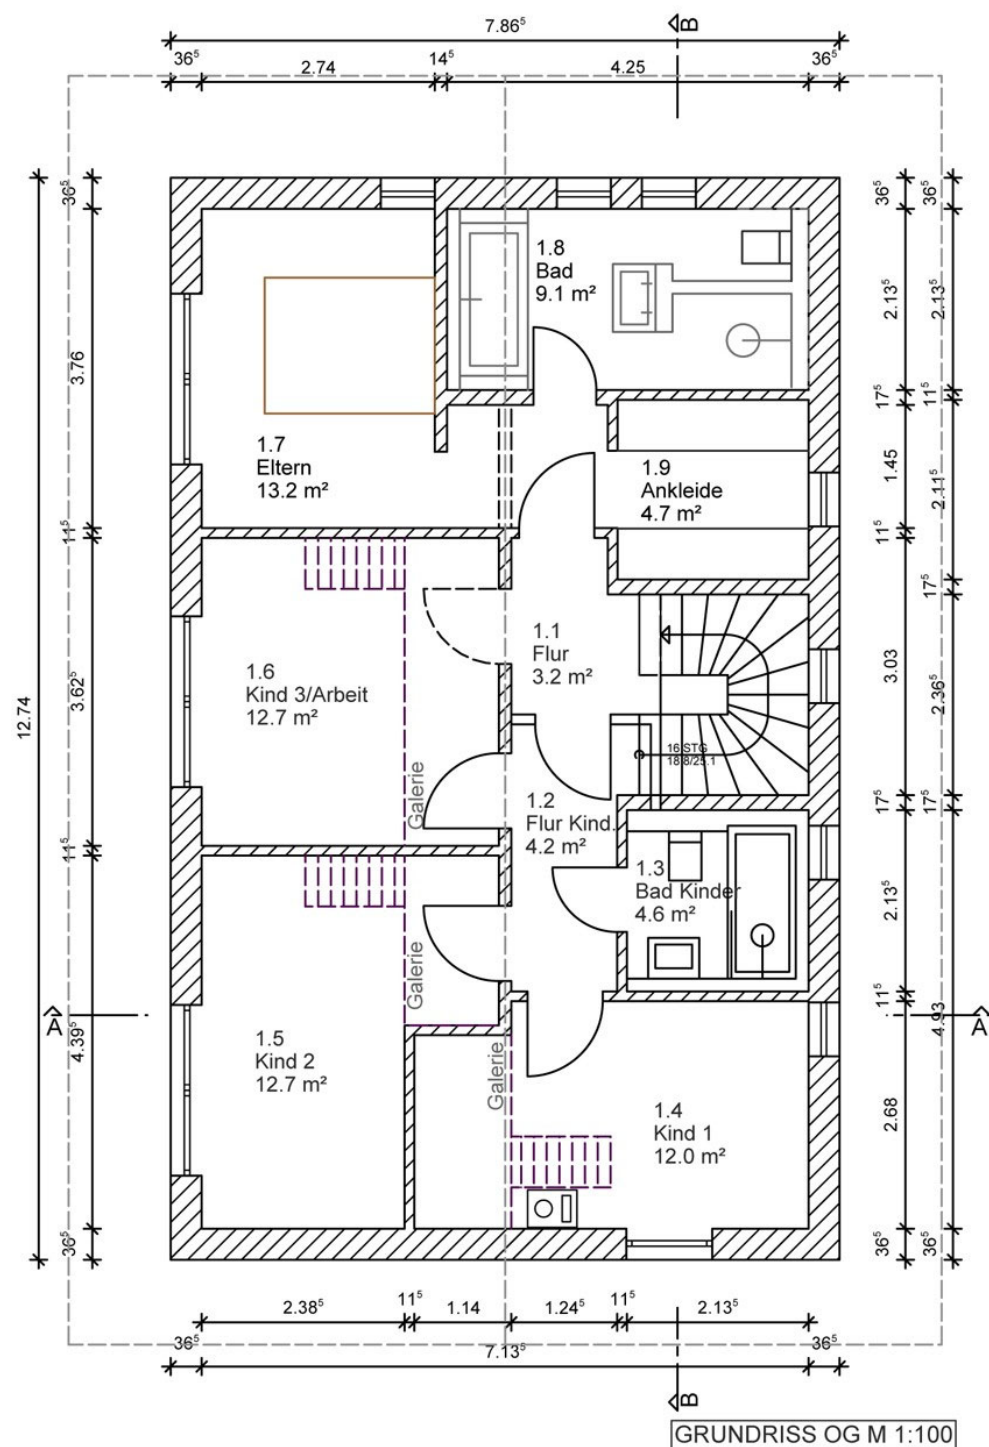 B
7.86⁵
36⁵ 2.74 14⁵ 4.25 36⁵
36⁵
3.76
11⁵
3.62⁵
11⁵
4.39⁵
36⁵
12.74
1.8
Bad
9.1 m²
1.7
Eltern
13.2 m²
1.9
Ankleide
4.7 m²
1.1
Flur
3.2 m²
1.6
Kind 3/Arbeit
12.7 m²
Galerie
16 STG
18.8/25.1
1.2
Flur Kind.
4.2 m²
1.3
Bad Kinder
4.6 m²
Galerie
1.5
Kind 2
12.7 m²
Galerie
1.4
Kind 1
12.0 m²
36⁵
2.13⁵
17⁵
1.45
11⁵
3.03
17⁵
2.13⁵
11⁵
2.68
36⁵
36⁵
2.13⁵
11⁵
2.11⁵
17⁵
2.36⁵
17⁵
4.93
36⁵
A
A
2.38⁵ 11⁵ 1.14 1.24⁵ 11⁵ 2.13⁵
36⁵ 7.13⁵ 36⁵
B
GRUNDRISS OG M 1:100